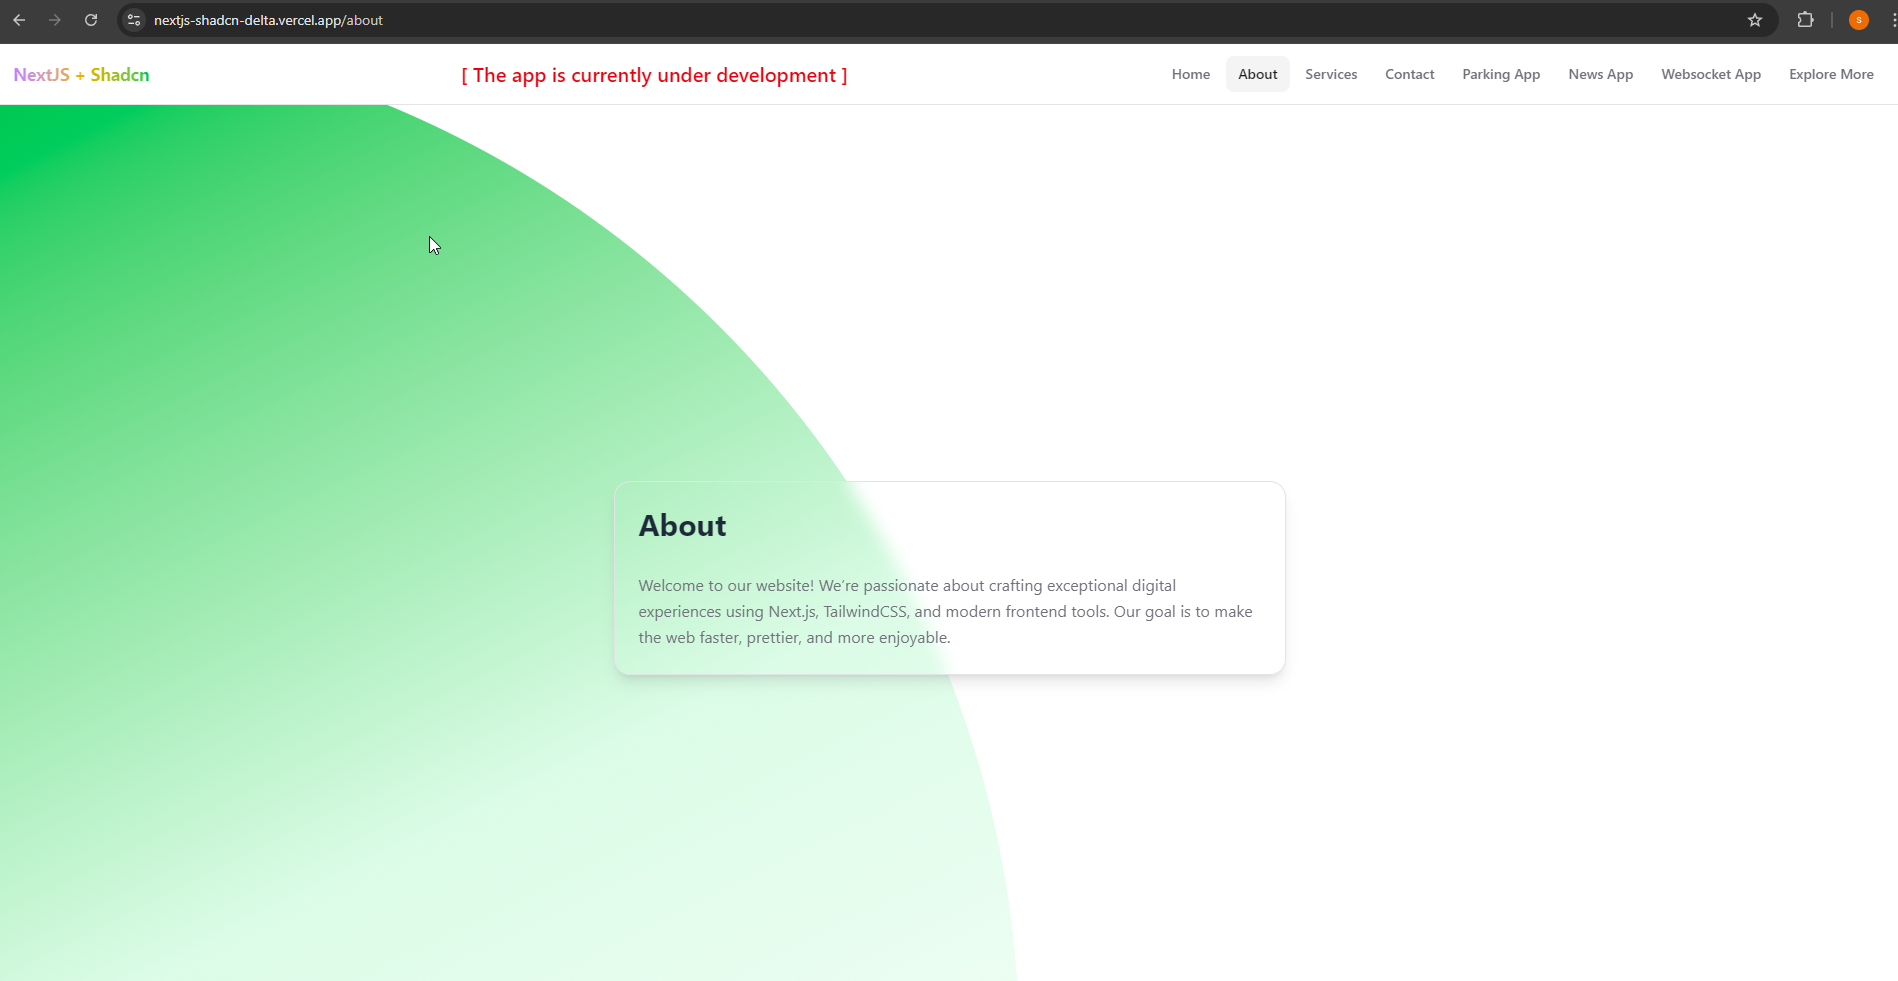 nextjs-shadcn-delta.vercel.app/about
S
NextJS + Shadcn
[ The app is currently under development ]
Home
About
Services
Contact
Parking App
News App
Websocket App
Explore More
About
Welcome to our website! We’re passionate about crafting exceptional digital
experiences using Next.js, TailwindCSS, and modern frontend tools. Our goal is to make
the web faster, prettier, and more enjoyable.